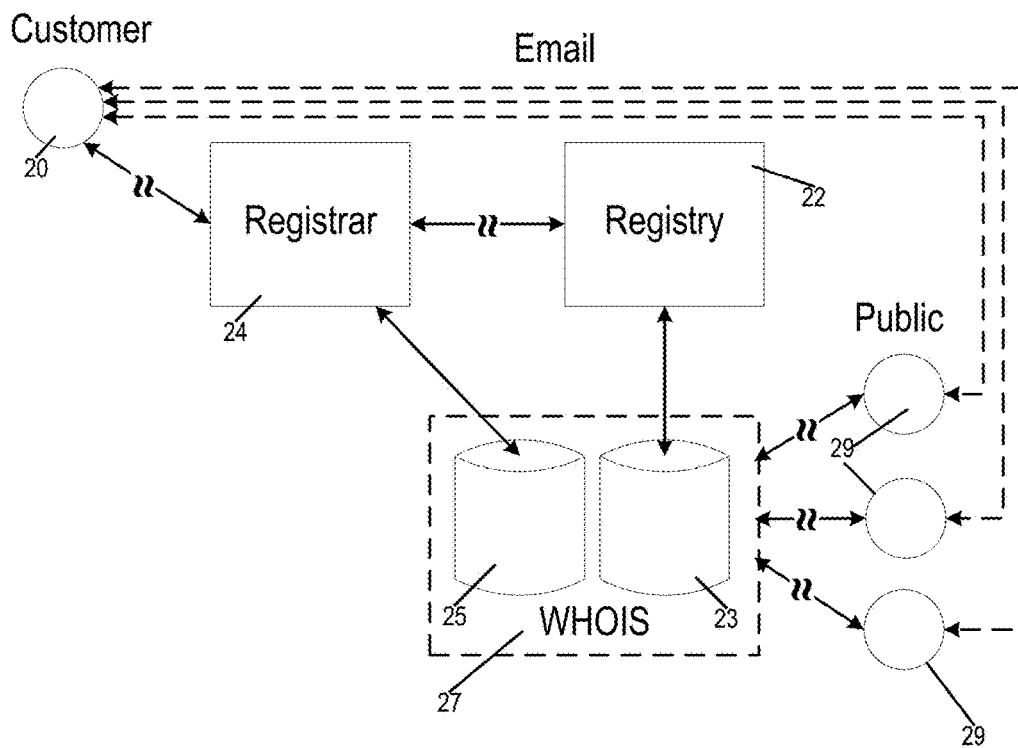 Customer
Email
20
Registrar
Registry
22
24
Public
29
25
23
WHOIS
27
29